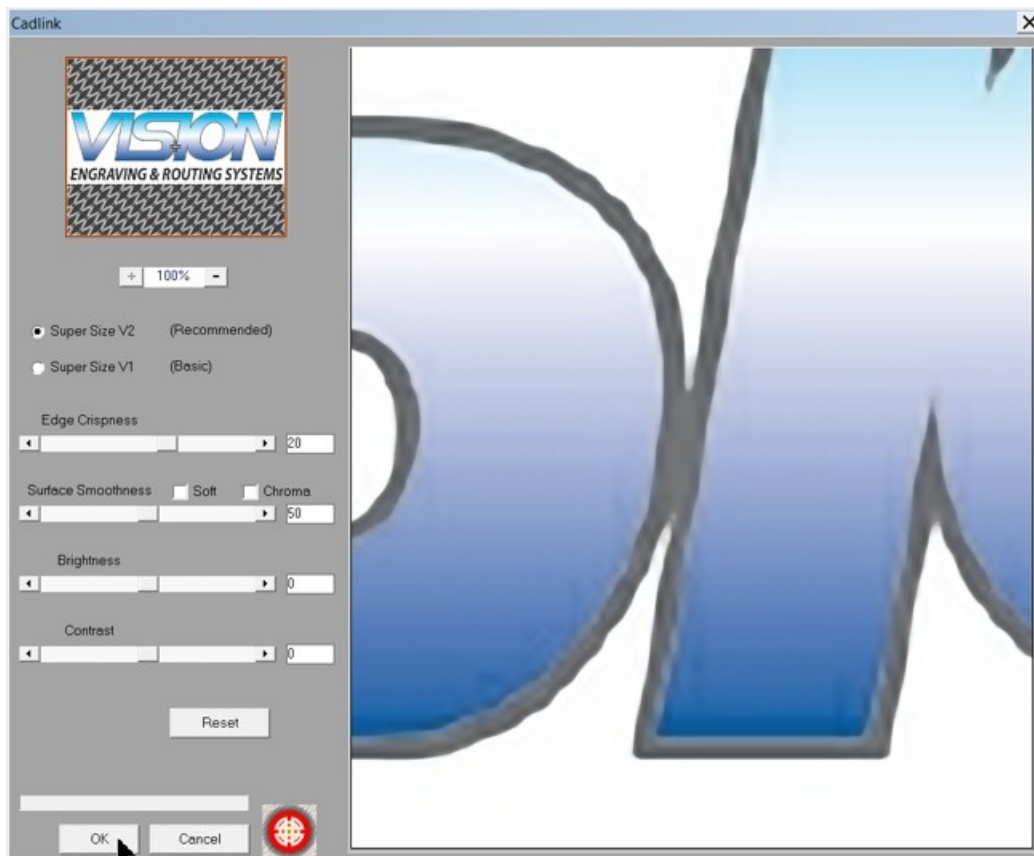 Cadlink
VISION
ENGRAVING & ROUTING SYSTEMS
+ 100% -
Super Size V2 (Recommended)
Super Size V1 (Basic)
Edge Crispness
20
Surface Smoothness Soft Chroma
50
Brightness
0
Contrast
0
Reset
OK Cancel